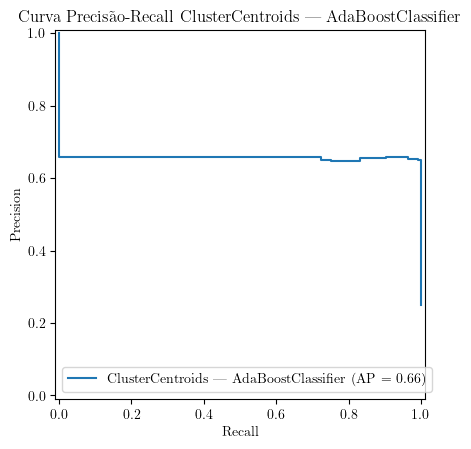 Curva Precisão-Recall ClusterCentroids — AdaBoostClassifier
1.0
0.8
0.6
0.4
0.2
0.0
Precision
ClusterCentroids — AdaBoostClassifier (AP = 0.66)
0.0 0.2 0.4 0.6 0.8 1.0
Recall